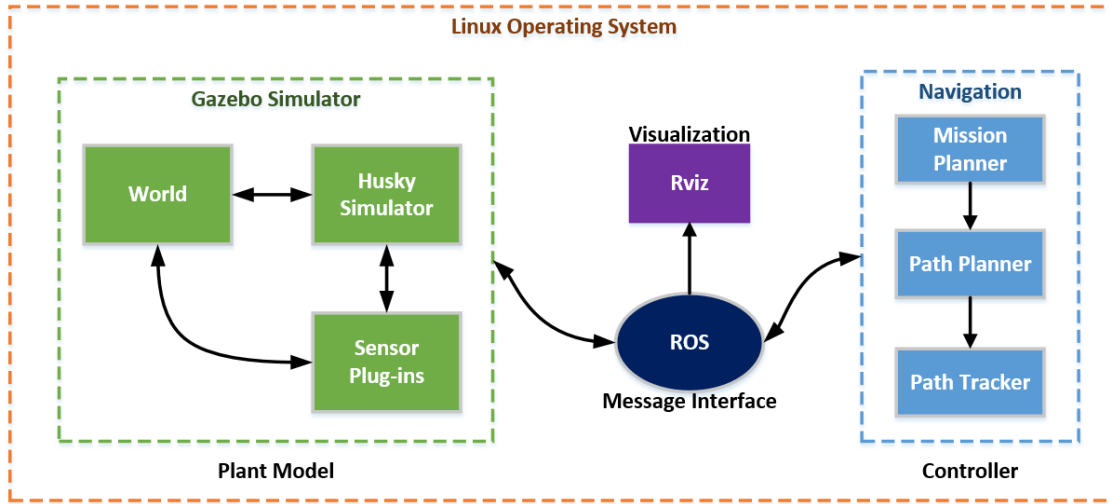 Linux Operating System
Gazebo Simulator
World
Husky
Simulator
Sensor
Plug-ins
Plant Model
Visualization
Rviz
ROS
Message Interface
Navigation
Mission
Planner
Path Planner
Path Tracker
Controller